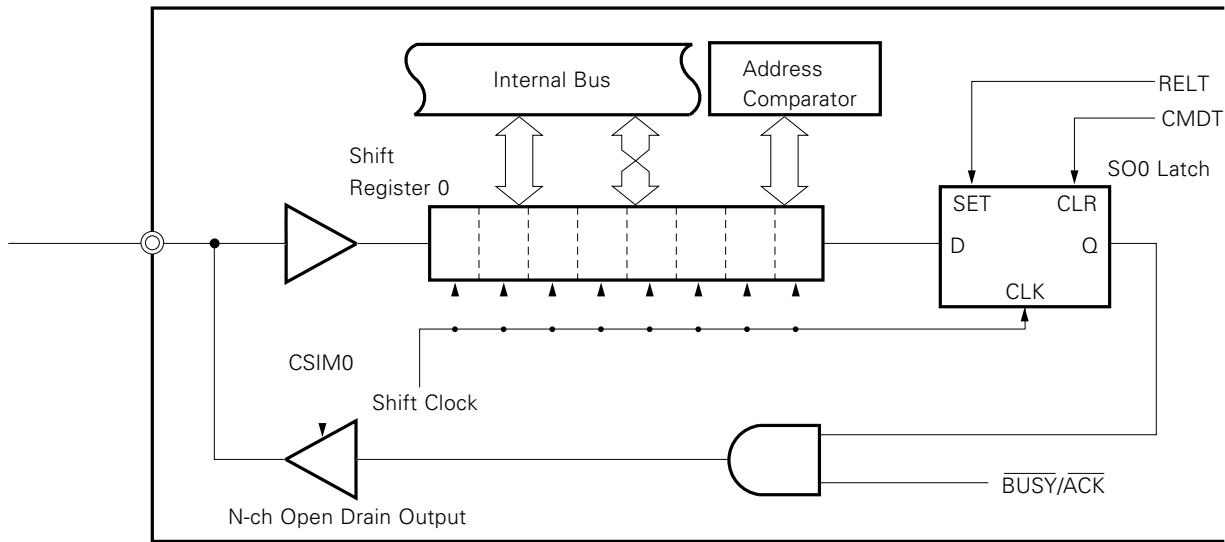 Internal Bus
Address
Comparator
RELT
CMDT
Shift
Register 0
SO0 Latch
SET
CLR
D
Q
CLK
CSIM0
Shift Clock
BUSY/ACK
N-ch Open Drain Output